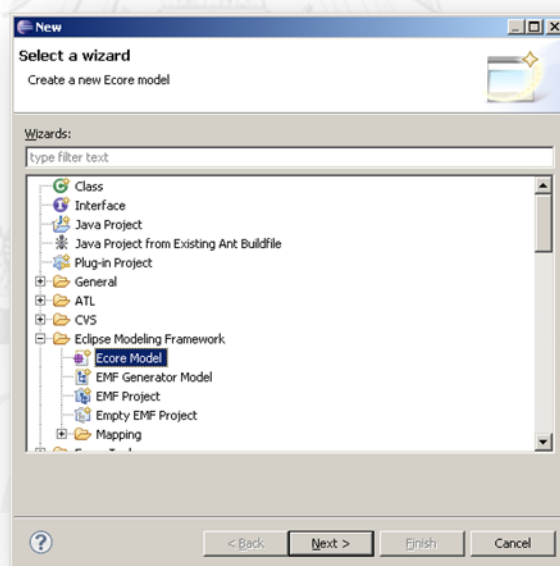 New
Select a wizard
Create a new Ecore model
Wizards:
type filter text
Class
Interface
Java Project
Java Project from Existing Ant Buildfile
Plug-in Project
General
ATL
CVS
Eclipse Modeling Framework
Ecore Model
EMF Generator Model
EMF Project
Empty EMF Project
Mapping
< Back Next > Finish Cancel